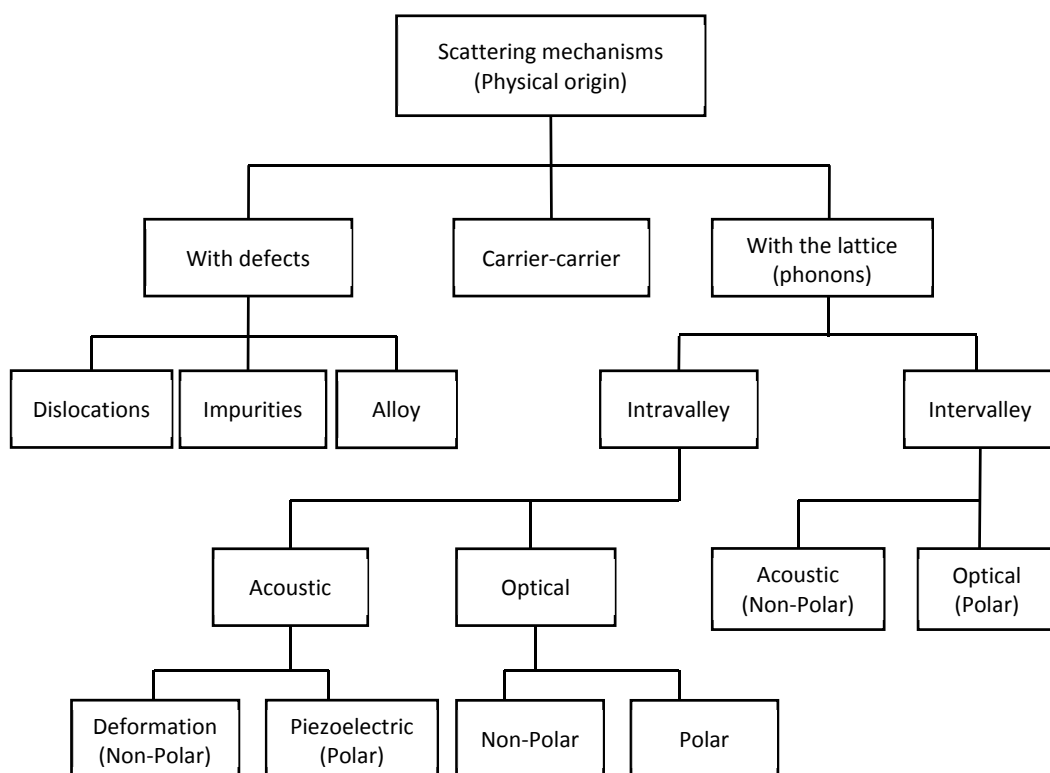 Scattering mechanisms
(Physical origin)
With defects
Carrier-carrier
With the lattice
(phonons)
Dislocations
Impurities
Alloy
Intravalley
Intervalley
Acoustic
Optical
Acoustic
(Non-Polar)
Optical
(Polar)
Deformation
(Non-Polar)
Piezoelectric
(Polar)
Non-Polar
Polar